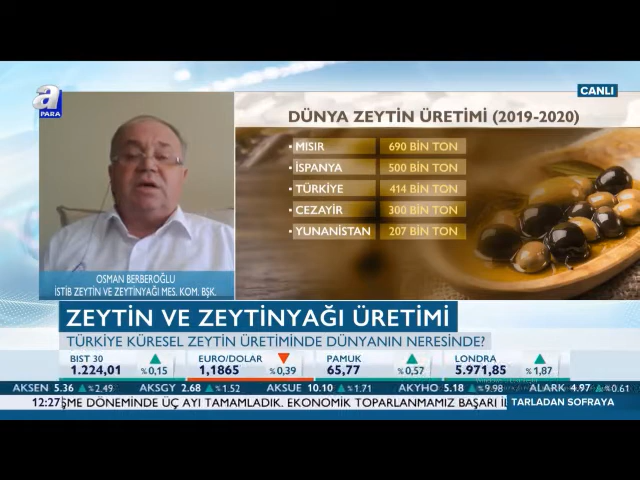 a
PARA
CANLI
DÜNYA ZEYTİN ÜRETİMİ (2019-2020)
• MISIR 690 BİN TON
• İSPANYA 500 BİN TON
• TÜRKİYE 414 BİN TON
• CEZAYİR 300 BİN TON
• YUNANİSTAN 207 BİN TON
OSMAN BERBEROĞLU
İSTİB ZEYTİN VE ZEYTİNYAĞI MES. KOM. BŞK.
ZEYTİN VE ZEYTİNYAĞI ÜRETİMİ
TÜRKİYE KÜRESEL ZEYTİN ÜRETİMİNDE DÜNYANIN NERESİNDE?
BIST 30 EURO/DOLAR PAMUK LONDRA
1.224,01 %0,15 1,1865 %0,39 65,77 %0,57 5.971,85 %1,87
AKSEN 5.36 %2.49 AKSGY 2.68 %1.52 AKSUE 10.10 %1.71 AKYHO 5.18 %9.98 ALARK 4.97 %0.61
12:27 ŞME DÖNEMİNDE ÜÇ AYI TAMAMLADIK. EKONOMİK TOPARLANMAMIZ BAŞARI İL TARLADAN SOFRAYA